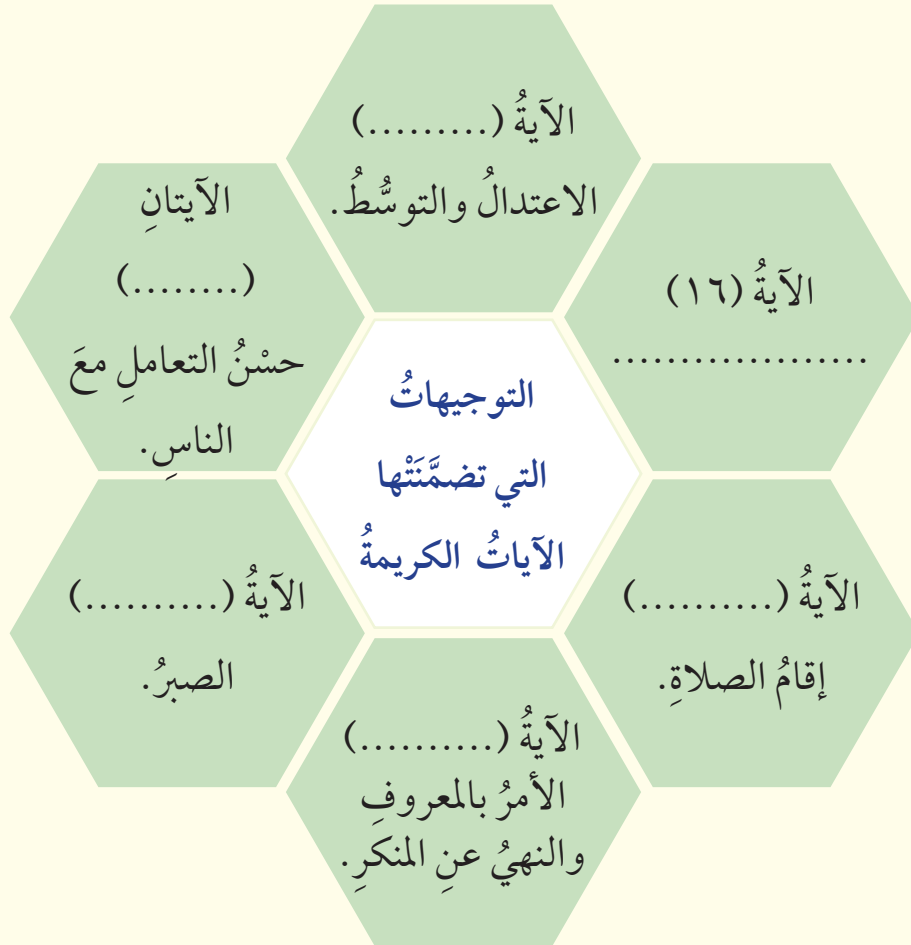 التوجيهاتُ
التي تضمَّنَتْها
الآياتُ الكريمةُ
الآيةُ (١٦)
...................
الآيةُ (..........)
إقامُ الصلاةِ.
الآيةُ (..........)
الأمرُ بالمعروفِ
والنهيُ عنِ المنكَرِ.
الآيةُ (..........)
الصبرُ.
الآيتانِ
(........)
حسْنُ التعاملِ معَ
الناسِ.
الآيةُ (.........)
الاعتدالُ والتوسُّطُ.